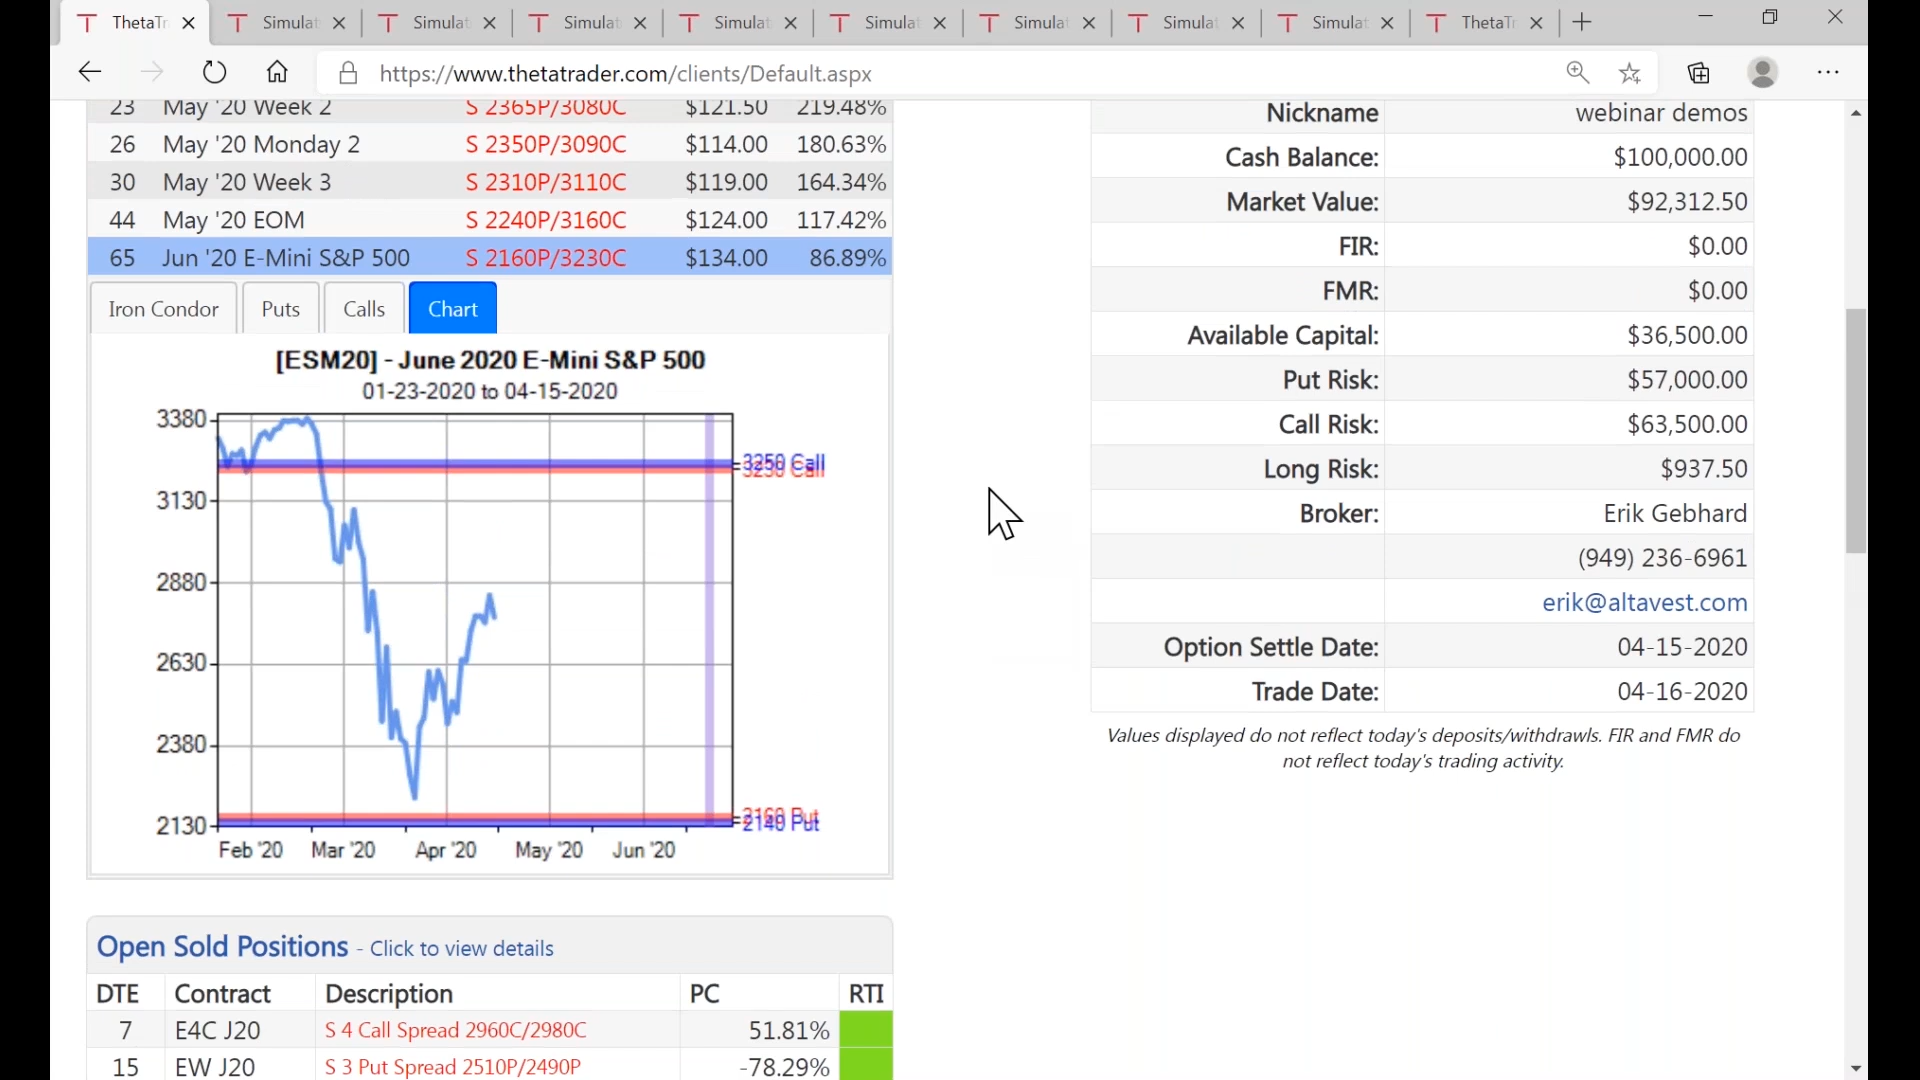 ThetaTr
Simulat
Simulat
Simulat
Simulat
Simulat
Simulat
Simulat
Simulat
ThetaTr
https://www.thetatrader.com/clients/Default.aspx
23 May '20 Week 2 S 2365P/3080C $121.50 219.48%
26 May '20 Monday 2 S 2350P/3090C $114.00 180.63%
30 May '20 Week 3 S 2310P/3110C $119.00 164.34%
44 May '20 EOM S 2240P/3160C $124.00 117.42%
65 Jun '20 E-Mini S&P 500 S 2160P/3230C $134.00 86.89%
Iron Condor Puts Calls Chart
[ESM20] - June 2020 E-Mini S&P 500
01-23-2020 to 04-15-2020
3380
3250 Call
3230 Call
3130
2880
2630
2380
2160 Put
2140 Put
2130
Feb '20 Mar '20 Apr '20 May '20 Jun '20
Open Sold Positions - Click to view details
DTE Contract Description PC RTI
7 E4C J20 S 4 Call Spread 2960C/2980C 51.81%
15 EW J20 S 3 Put Spread 2510P/2490P -78.29%
Nickname webinar demos
Cash Balance: $100,000.00
Market Value: $92,312.50
FIR: $0.00
FMR: $0.00
Available Capital: $36,500.00
Put Risk: $57,000.00
Call Risk: $63,500.00
Long Risk: $937.50
Broker: Erik Gebhard
(949) 236-6961
erik@altavest.com
Option Settle Date: 04-15-2020
Trade Date: 04-16-2020
Values displayed do not reflect today's deposits/withdrawls. FIR and FMR do
not reflect today's trading activity.